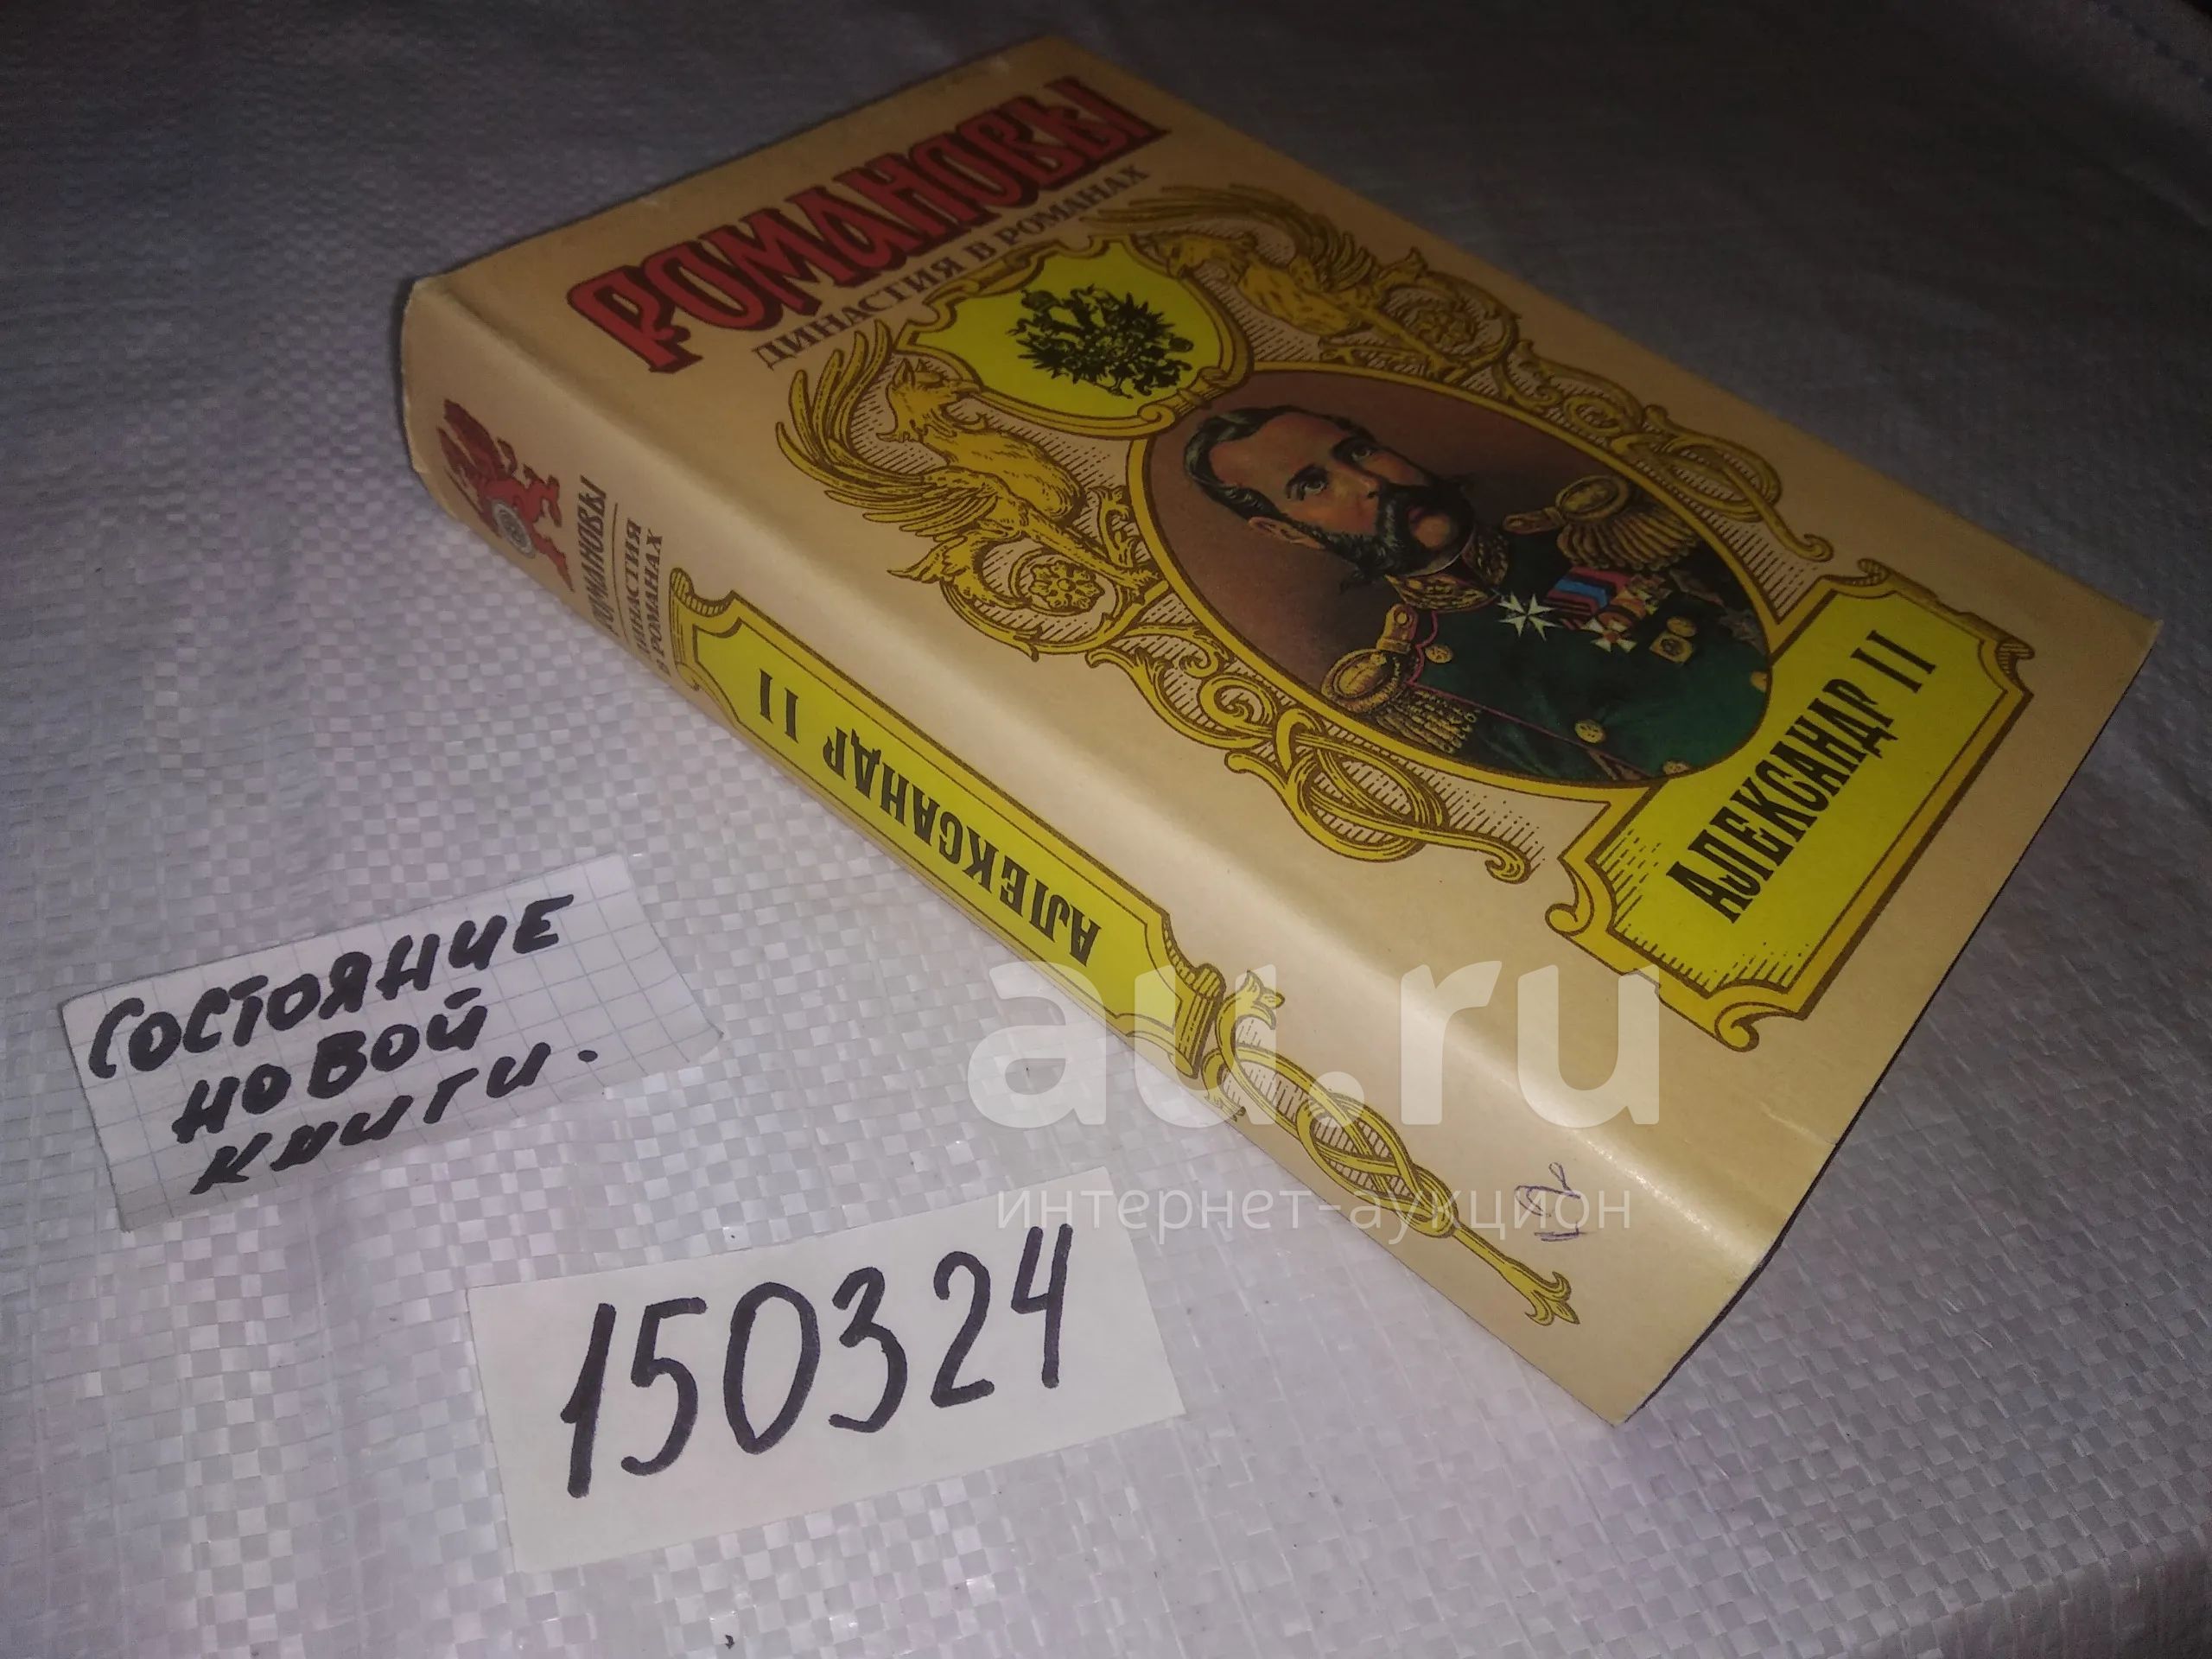 РОМАНОВЫ
ДИНАСТИЯ В РОМАНАХ
АЛЕКСАНДР II
РОМАНОВЫ
ДИНАСТИЯ
В РОМАНАХ
АЛЕКСАНДР II
au.ru
интернет-аукцион
СОСТОЯНИЕ
НОВОЙ
КНИГИ.
150324